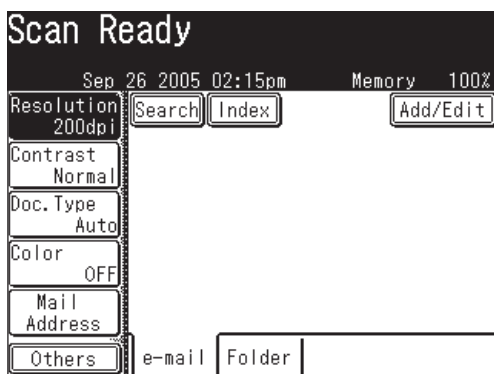 Scan Ready
Sep 26 2005 02:15pm Memory 100%
Resolution
200dpi
Search Index Add/Edit
Contrast
Normal
Doc.Type
Auto
Color
OFF
Mail
Address
Others e-mail Folder